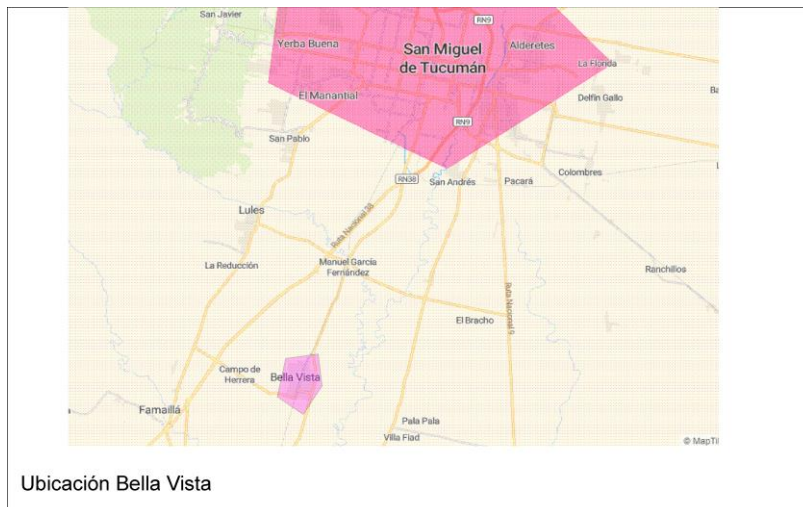 San Javier
RN9
Yerba Buena
San Miguel
de Tucumán
Alderetes
La Florida
El Manantial
Delfín Gallo
RN9
San Pablo
RN38
San Andrés
Pacará
Colombres
Lules
Ruta Nacional 38
La Reducción
Manuel García
Fernández
Ranchillos
Ruta Nacional 9
El Bracho
Campo de
Herrera
Bella Vista
Famaillá
Pala Pala
Villa Fiad
© MapTil
Ubicación Bella Vista